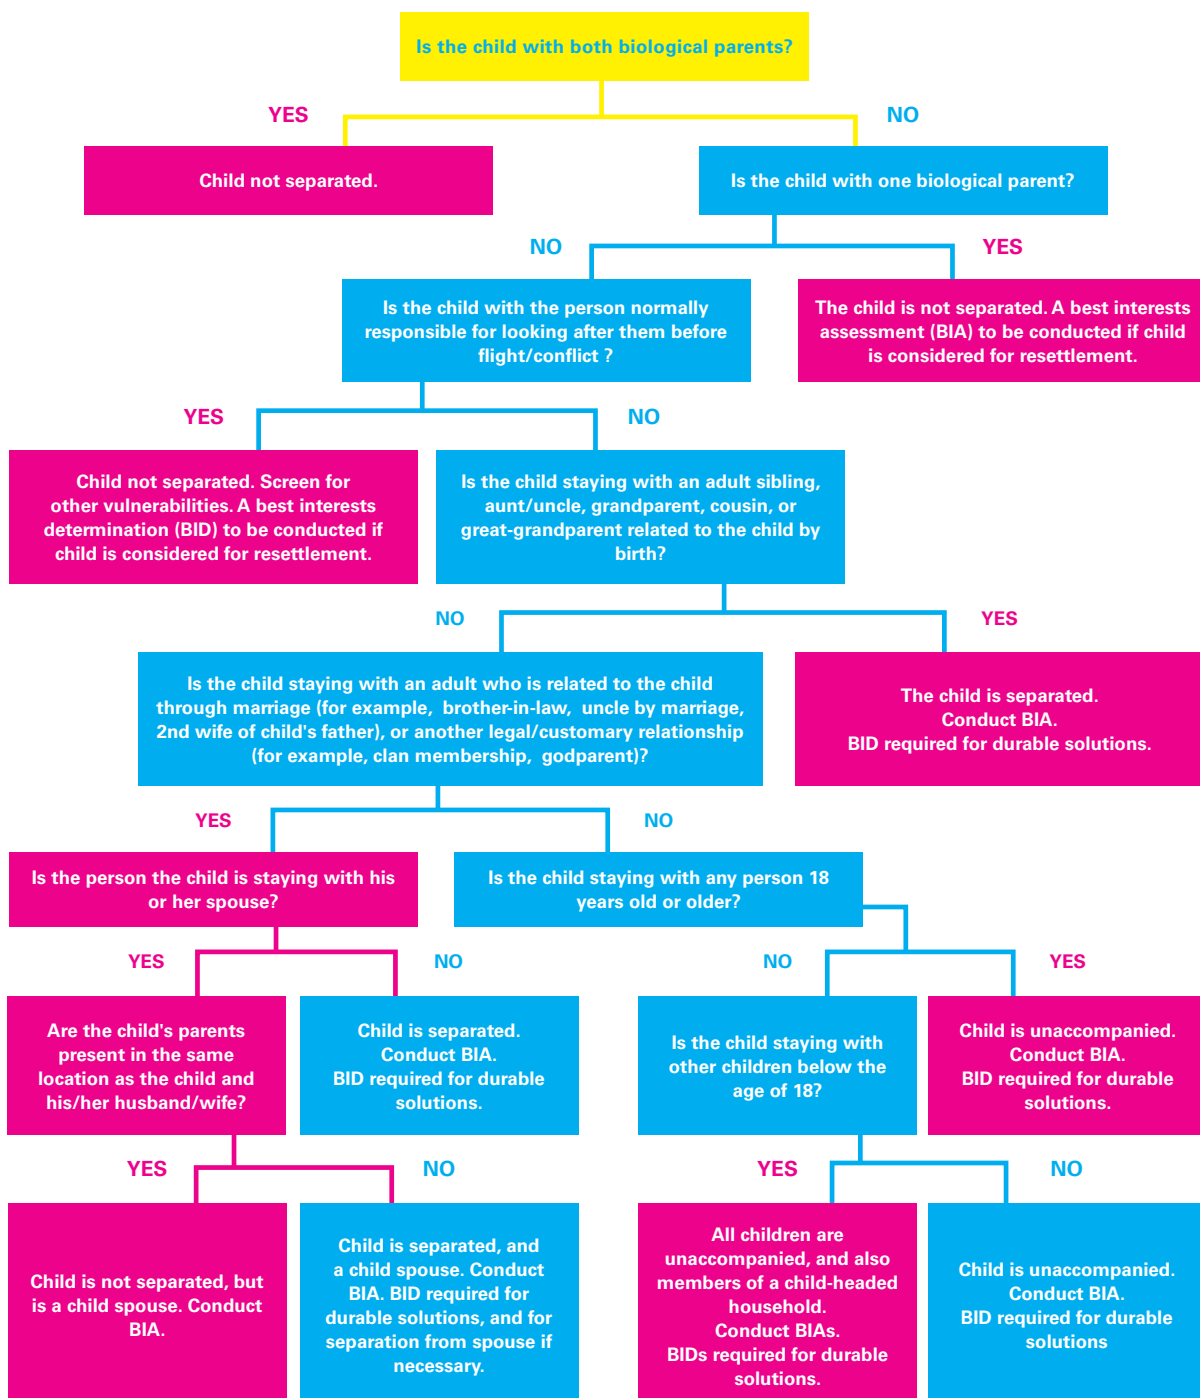 Is the child with both biological parents?
YES
NO
Child not separated.
Is the child with one biological parent?
NO
YES
Is the child with the person normally
responsible for looking after them before
flight/conflict ?
The child is not separated. A best interests
assessment (BIA) to be conducted if child
is considered for resettlement.
YES
NO
Child not separated. Screen for
other vulnerabilities. A best interests
determination (BID) to be conducted if
child is considered for resettlement.
Is the child staying with an adult sibling,
aunt/uncle, grandparent, cousin, or
great-grandparent related to the child by
birth?
NO
YES
Is the child staying with an adult who is related to the child
through marriage (for example, brother-in-law, uncle by marriage,
2nd wife of child's father), or another legal/customary relationship
(for example, clan membership, godparent)?
The child is separated.
Conduct BIA.
BID required for durable solutions.
YES
NO
Is the person the child is staying with his
or her spouse?
Is the child staying with any person 18
years old or older?
YES
NO
NO
YES
Are the child's parents
present in the same
location as the child and
his/her husband/wife?
Child is separated.
Conduct BIA.
BID required for durable
solutions.
Is the child staying with
other children below the
age of 18?
Child is unaccompanied.
Conduct BIA.
BID required for durable
solutions.
YES
NO
YES
NO
Child is not separated, but
is a child spouse. Conduct
BIA.
Child is separated, and
a child spouse. Conduct
BIA. BID required for
durable solutions, and for
separation from spouse if
necessary.
All children are
unaccompanied, and also
members of a child-headed
household.
Conduct BIAs.
BIDs required for durable
solutions.
Child is unaccompanied.
Conduct BIA.
BID required for durable
solutions